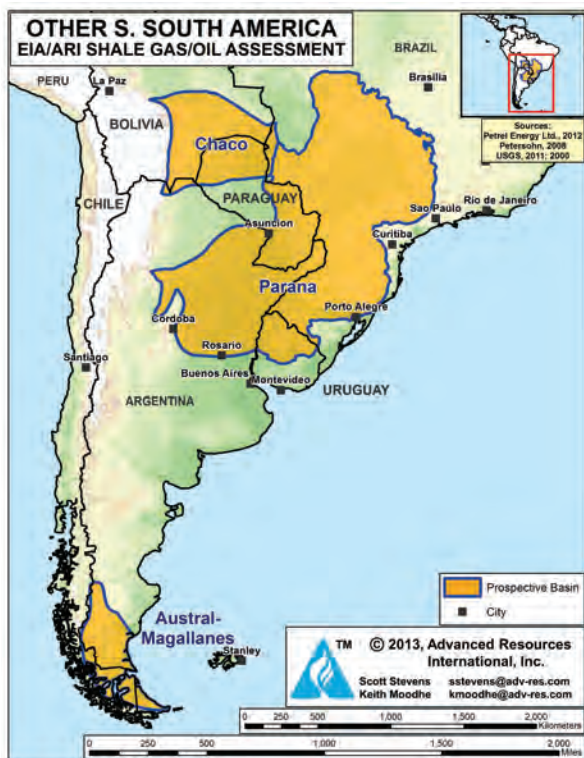 OTHER S. SOUTH AMERICA
EIA/ARI SHALE GAS/OIL ASSESSMENT
BRAZIL
PERU
La Paz
Brasilia
BOLIVIA
Sources:
Petrel Energy Ltd., 2012
Petersohn, 2008
USGS, 2011; 2000
Chaco
PARAGUAY
CHILE
Asuncion
Sao Paulo
Rio de Janeiro
Curitiba
Parana
Porto Alegre
Cordoba
Rosario
Santiago
Buenos Aires
Montevideo
URUGUAY
ARGENTINA
Prospective Basin
City
Austral-
Magallanes
Stanley
TM
© 2013, Advanced Resources
International, Inc.
Scott Stevens sstevens@adv-res.com
Keith Moodhe kmoodhe@adv-res.com
0 250 500 1,000 1,500 2,000
Kilometers
0 250 500 1,000 1,500 2,000
Miles